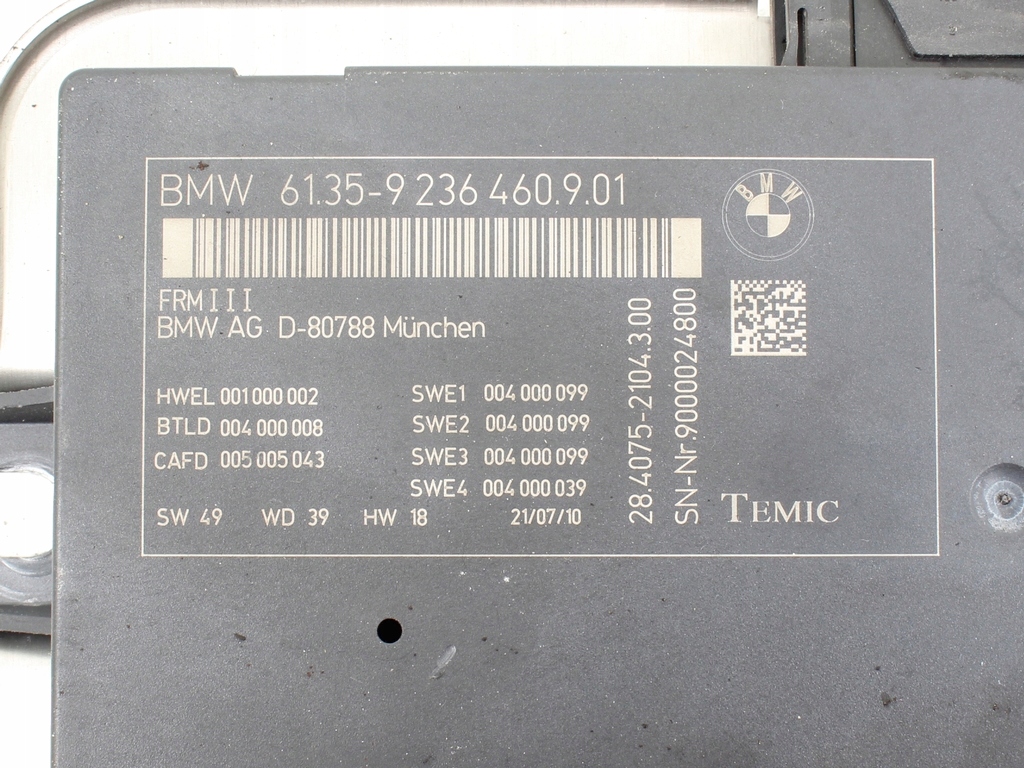 BMW 61.35-9 236 460.9.01
BMW
FRMIII
BMW AG D-80788 München
HWEL 001 000 002
BTLD 004 000 008
CAFD 005 005 043
SWE1 004 000 099
SWE2 004 000 099
SWE3 004 000 099
SWE4 004 000 039
SW 49 WD 39 HW 18 21/07/10
28.4075-2104.3.00
SN-Nr.9000024800
TEMIC